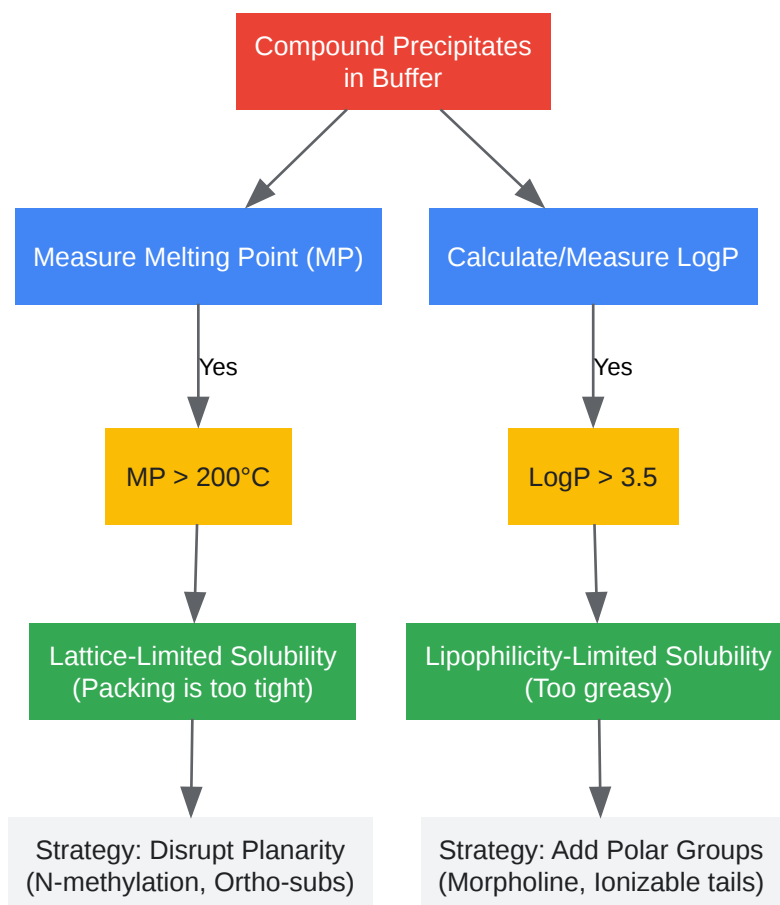 Compound Precipitates
in Buffer
Measure Melting Point (MP)
Calculate/Measure LogP
Yes
Yes
MP > 200°C
LogP > 3.5
Lattice-Limited Solubility
(Packing is too tight)
Lipophilicity-Limited Solubility
(Too greasy)
Strategy: Disrupt Planarity
(N-methylation, Ortho-subs)
Strategy: Add Polar Groups
(Morpholine, Ionizable tails)